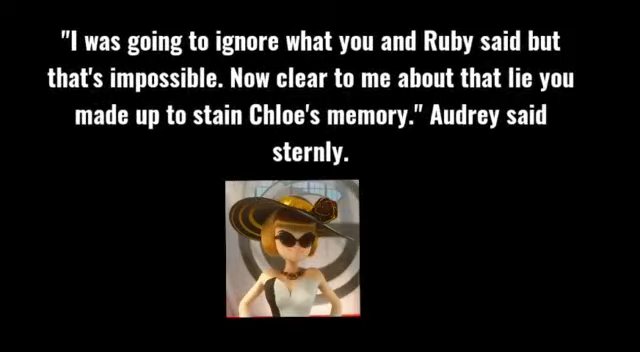 "I was going to ignore what you and Ruby said but
that's impossible. Now clear to me about that lie you
made up to stain Chloe's memory." Audrey said
sternly.